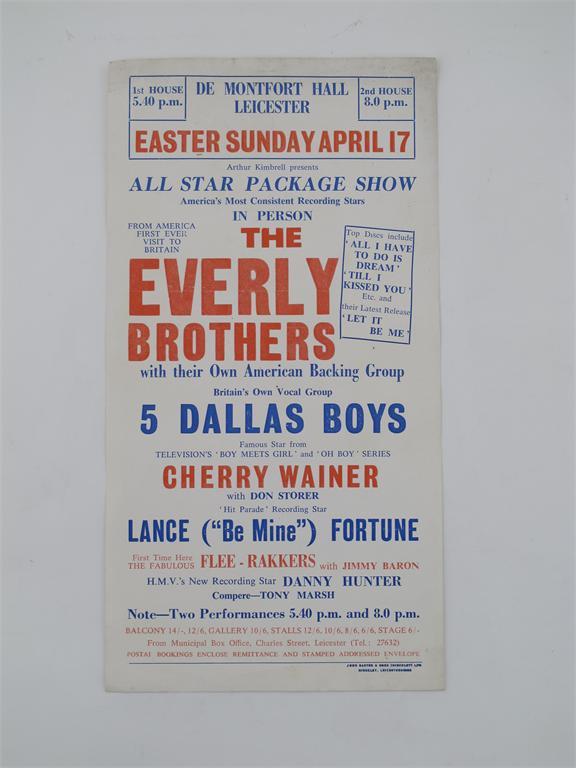 1st HOUSE
5.40 p.m.
DE MONTFORT HALL
LEICESTER
2nd HOUSE
8.0 p.m.
EASTER SUNDAY APRIL 17
Arthur Kimbrell presents
ALL STAR PACKAGE SHOW
America's Most Consistent Recording Stars
IN PERSON
FROM AMERICA
FIRST EVER
VISIT TO
BRITAIN
THE
EVERLY
BROTHERS
Top Discs include
'ALL I HAVE
TO DO IS
DREAM'
'TILL I
KISSED YOU'
Etc. and
their Latest Release
'LET IT
BE ME'
with their Own American Backing Group
Britain's Own Vocal Group
5 DALLAS BOYS
Famous Star from
TELEVISION'S 'BOY MEETS GIRL' and 'OH BOY' SERIES
CHERRY WAINER
with DON STORER
'Hit Parade' Recording Star
LANCE ("Be Mine") FORTUNE
First Time Here
THE FABULOUS FLEE - RAKKERS with JIMMY BARON
H.M.V.'s New Recording Star DANNY HUNTER
Compere—TONY MARSH
Note—Two Performances 5.40 p.m. and 8.0 p.m.
BALCONY 14/-, 12/6, GALLERY 10/6, STALLS 12/6, 10/6, 8/6, 6/6, STAGE 6/-
From Municipal Box Office, Charles Street, Leicester (Tel.: 27632)
POSTAL BOOKINGS ENCLOSE REMITTANCE AND STAMPED ADDRESSED ENVELOPE
JOHN BAXTER & SONS (HINCKLEY) LTD
HINCKLEY, LEICESTERSHIRE